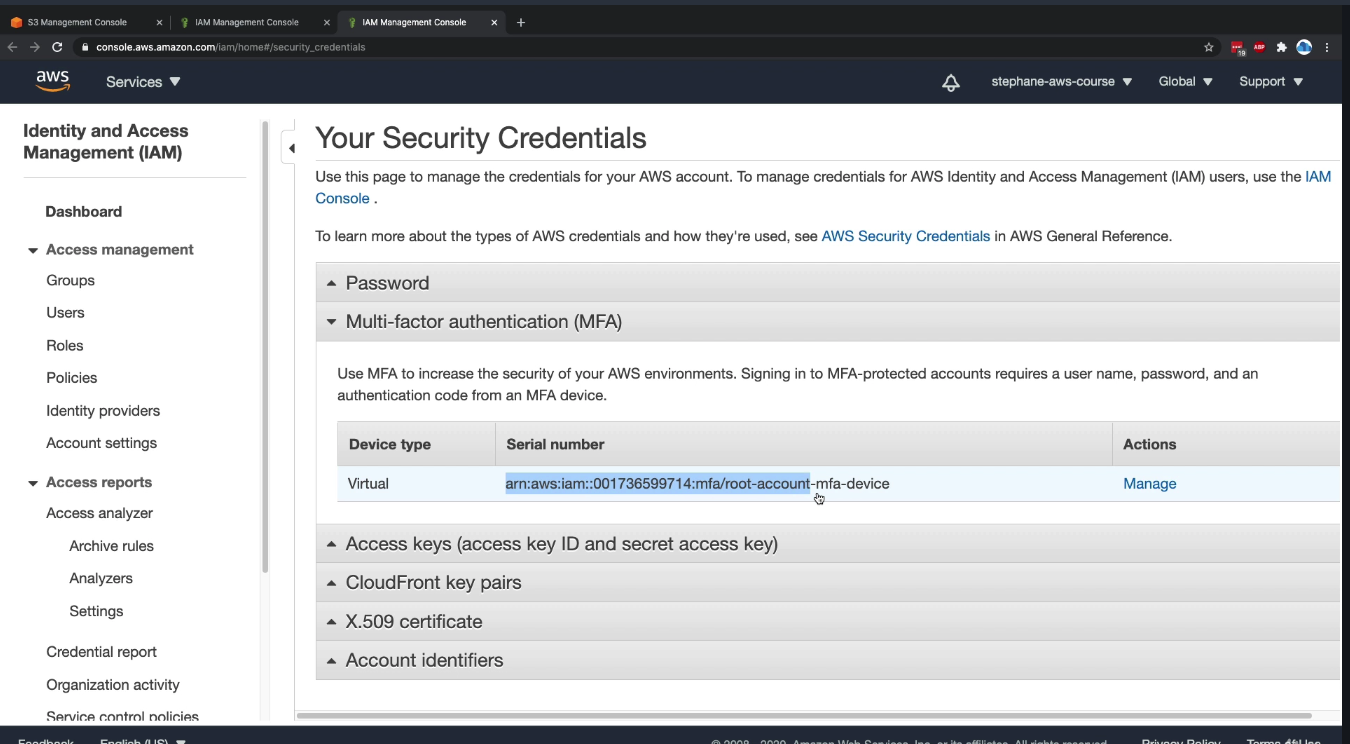 S3 Management Console
IAM Management Console
IAM Management Console
console.aws.amazon.com/iam/home#/security_credentials
19
ABP
aws
Services
stephane-aws-course
Global
Support
Identity and Access
Management (IAM)
Dashboard
Access management
Groups
Users
Roles
Policies
Identity providers
Account settings
Access reports
Access analyzer
Archive rules
Analyzers
Settings
Credential report
Organization activity
Service control policies
Your Security Credentials
Use this page to manage the credentials for your AWS account. To manage credentials for AWS Identity and Access Management (IAM) users, use the IAM
Console .
To learn more about the types of AWS credentials and how they're used, see AWS Security Credentials in AWS General Reference.
Password
Multi-factor authentication (MFA)
Use MFA to increase the security of your AWS environments. Signing in to MFA-protected accounts requires a user name, password, and an
authentication code from an MFA device.
Device type Serial number Actions
Virtual arn:aws:iam::001736599714:mfa/root-account-mfa-device Manage
Access keys (access key ID and secret access key)
CloudFront key pairs
X.509 certificate
Account identifiers
Feedback English (US) © 2008 - 2020, Amazon Web Services, Inc. or its affiliates. All rights reserved. Privacy Policy Terms of Use